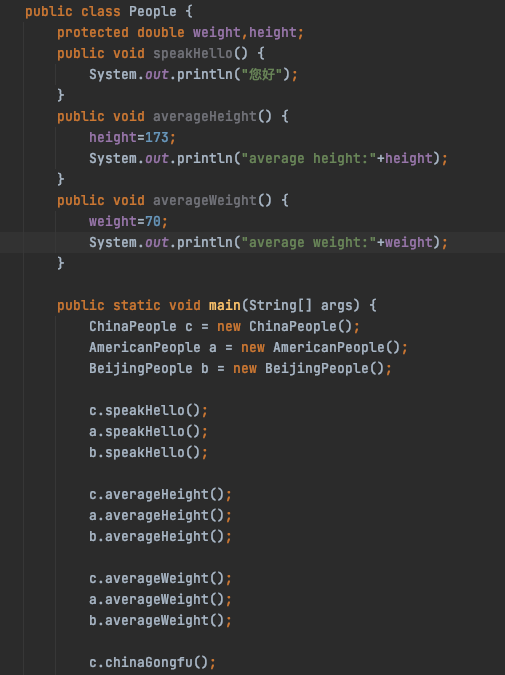 public class People {
protected double weight,height;
public void speakHello() {
System.out.println("您好");
}
public void averageHeight() {
height=173;
System.out.println("average height:"+height);
}
public void averageWeight() {
weight=70;
System.out.println("average weight:"+weight);
}
public static void main(String[] args) {
ChinaPeople c = new ChinaPeople();
AmericanPeople a = new AmericanPeople();
BeijingPeople b = new BeijingPeople();
c.speakHello();
a.speakHello();
b.speakHello();
c.averageHeight();
a.averageHeight();
b.averageHeight();
c.averageWeight();
a.averageWeight();
b.averageWeight();
c.chinaGongfu();